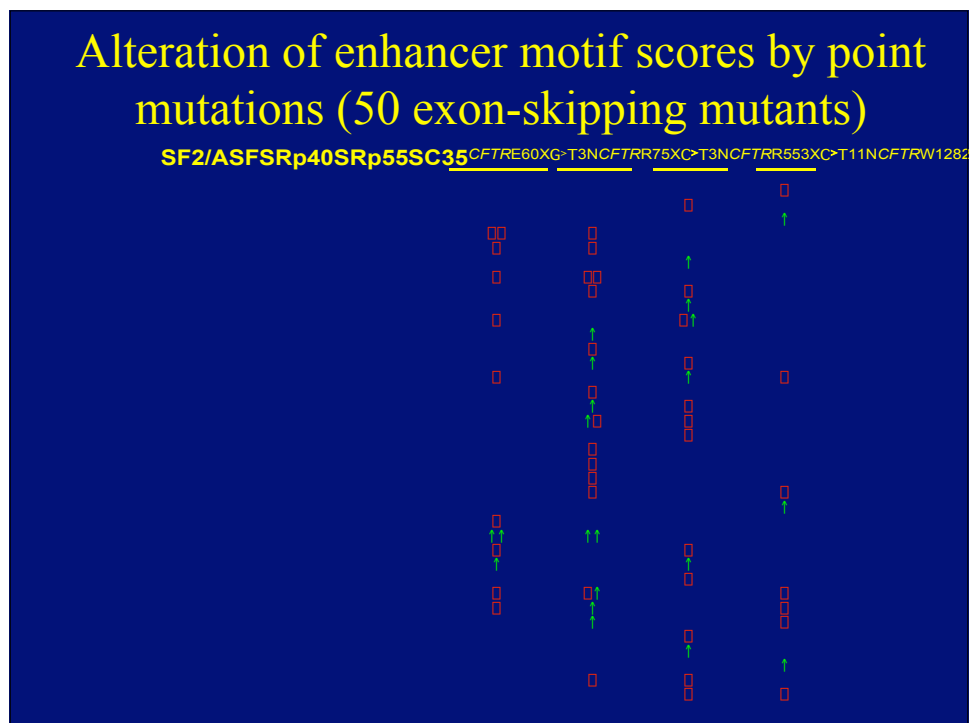 Alteration of enhancer motif scores by point
mutations (50 exon-skipping mutants)
SF2/ASFSRp40SRp55SC35CFTRE60XG>T3NCFTRR75XC>T3NCFTRR553XC>T11NCFTRW1282